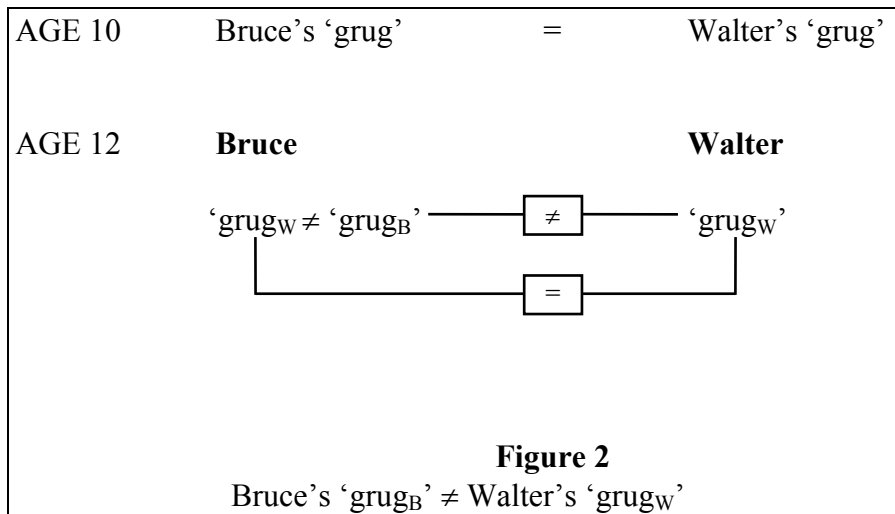 AGE 10 Bruce’s ‘grug’ = Walter’s ‘grug’
AGE 12 Bruce Walter
‘grugW ≠ ‘grugB’ ≠ ‘grugW’
=
Figure 2
Bruce’s ‘grugB’ ≠ Walter’s ‘grugW’